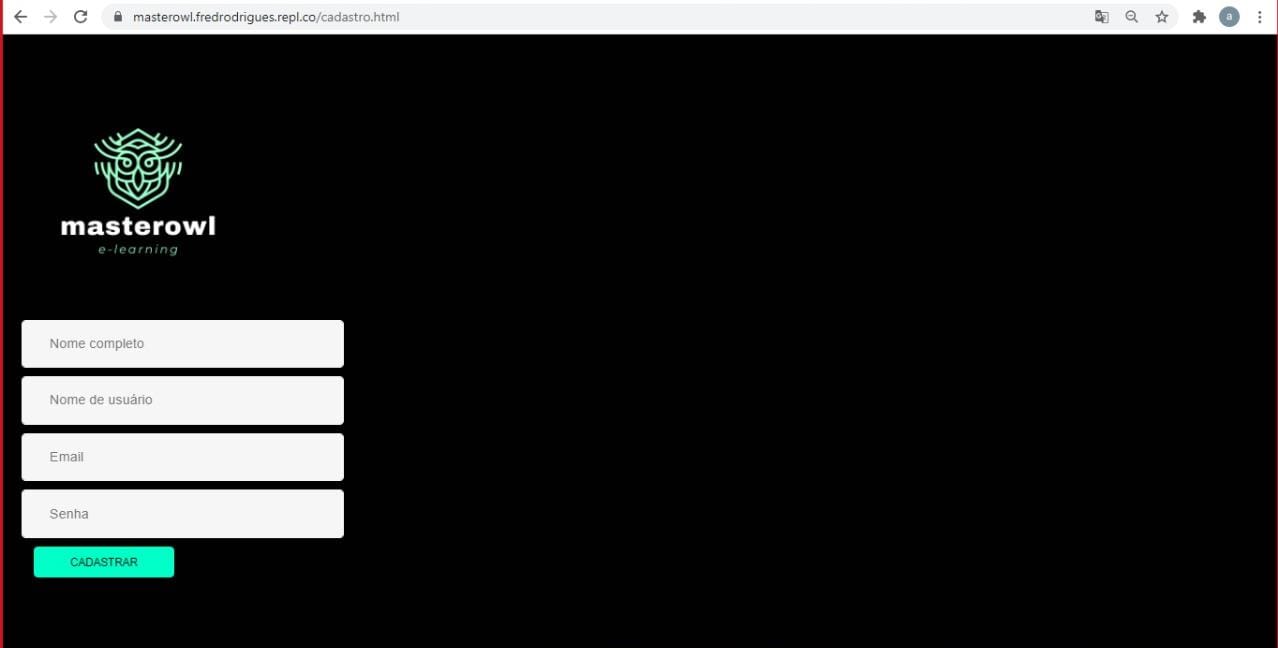 masterowl.fredrodrigues.repl.co/cadastro.html
a
masterowl
e-learning
Nome completo
Nome de usuário
Email
Senha
CADASTRAR